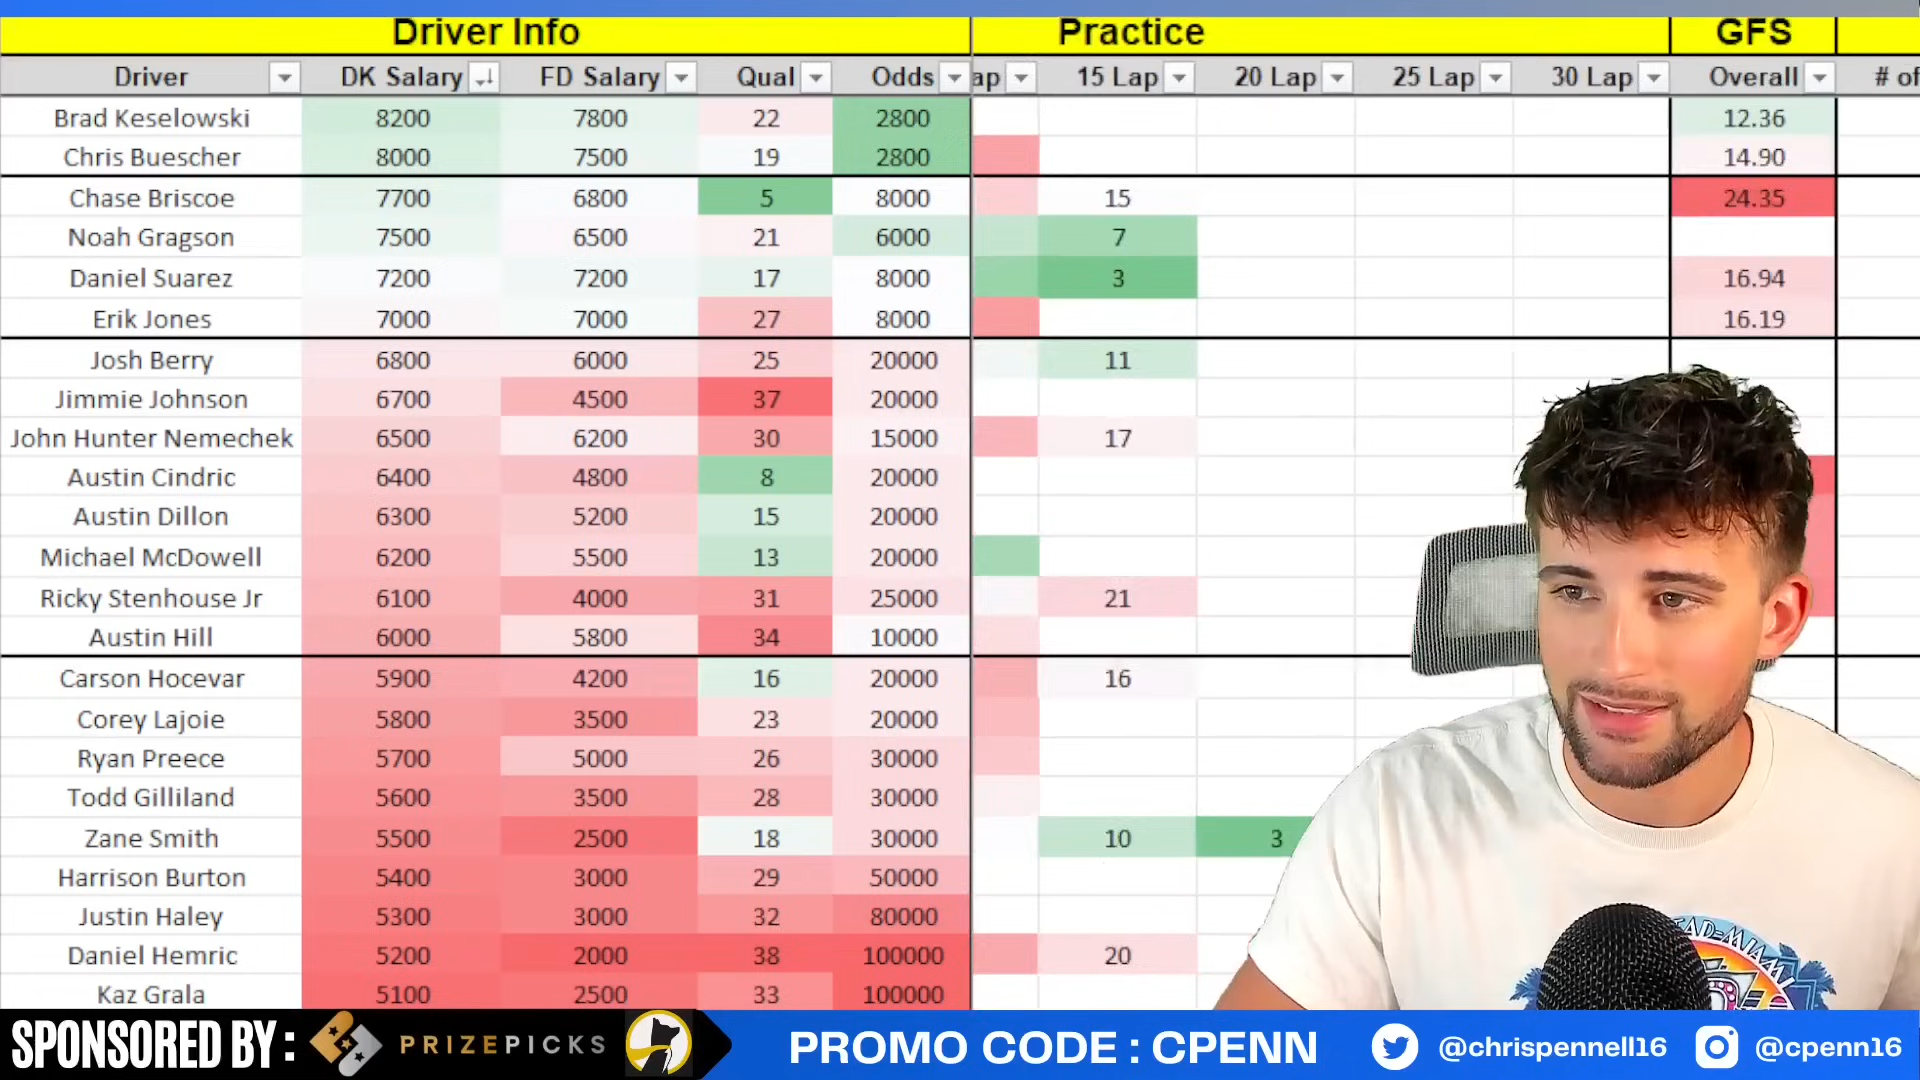 Driver Info Practice GFS
Driver DK Salary FD Salary Qual Odds ap 15 Lap 20 Lap 25 Lap 30 Lap Overall # of
Brad Keselowski 8200 7800 22 2800 12.36
Chris Buescher 8000 7500 19 2800 14.90
Chase Briscoe 7700 6800 5 8000 15 24.35
Noah Gragson 7500 6500 21 6000 7
Daniel Suarez 7200 7200 17 8000 3 16.94
Erik Jones 7000 7000 27 8000 16.19
Josh Berry 6800 6000 25 20000 11
Jimmie Johnson 6700 4500 37 20000
John Hunter Nemechek 6500 6200 30 15000 17
Austin Cindric 6400 4800 8 20000
Austin Dillon 6300 5200 15 20000
Michael McDowell 6200 5500 13 20000
Ricky Stenhouse Jr 6100 4000 31 25000 21
Austin Hill 6000 5800 34 10000
Carson Hocevar 5900 4200 16 20000 16
Corey Lajoie 5800 3500 23 20000
Ryan Preece 5700 5000 26 30000
Todd Gilliland 5600 3500 28 30000
Zane Smith 5500 2500 18 30000 10 3
Harrison Burton 5400 3000 29 50000
Justin Haley 5300 3000 32 80000
Daniel Hemric 5200 2000 38 100000 20
Kaz Grala 5100 2500 33 100000
SPONSORED BY : PRIZEPICKS PROMO CODE : CPENN @chrispennell16 @cpenn16